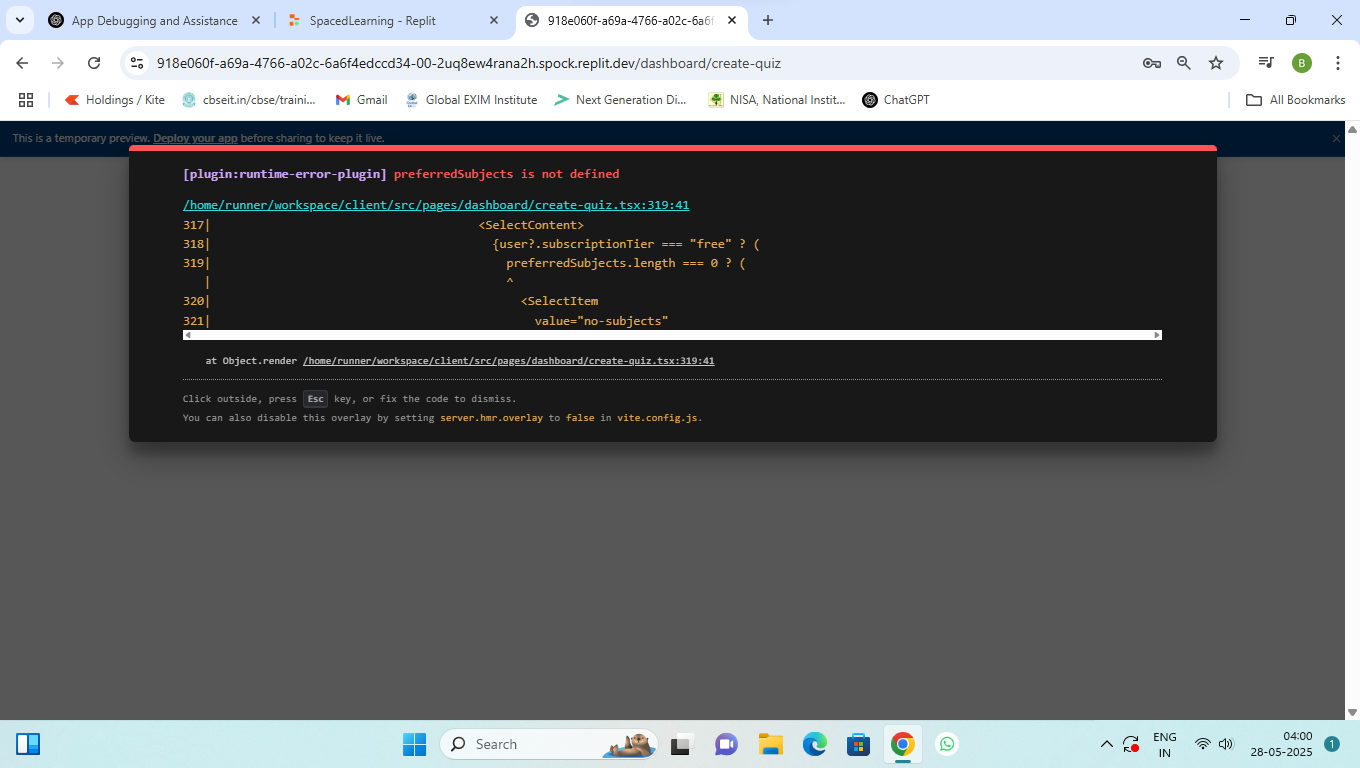 App Debugging and Assistance
SpacedLearning - Replit
918e060f-a69a-4766-a02c-6a6f
918e060f-a69a-4766-a02c-6a6f4edccd34-00-2uq8ew4rana2h.spock.replit.dev/dashboard/create-quiz
B
Holdings / Kite
cbseit.in/cbse/traini...
Gmail
Global EXIM Institute
Next Generation Di...
NISA, National Instit...
ChatGPT
All Bookmarks
This is a temporary preview. Deploy your app before sharing to keep it live.
[plugin:runtime-error-plugin] preferredSubjects is not defined
/home/runner/workspace/client/src/pages/dashboard/create-quiz.tsx:319:41
317| <SelectContent>
318| {user?.subscriptionTier === "free" ? (
319| preferredSubjects.length === 0 ? (
| ^
320| <SelectItem
321| value="no-subjects"
at Object.render /home/runner/workspace/client/src/pages/dashboard/create-quiz.tsx:319:41
Click outside, press Esc key, or fix the code to dismiss.
You can also disable this overlay by setting server.hmr.overlay to false in vite.config.js.
Search
ENG
IN
04:00
28-05-2025
1